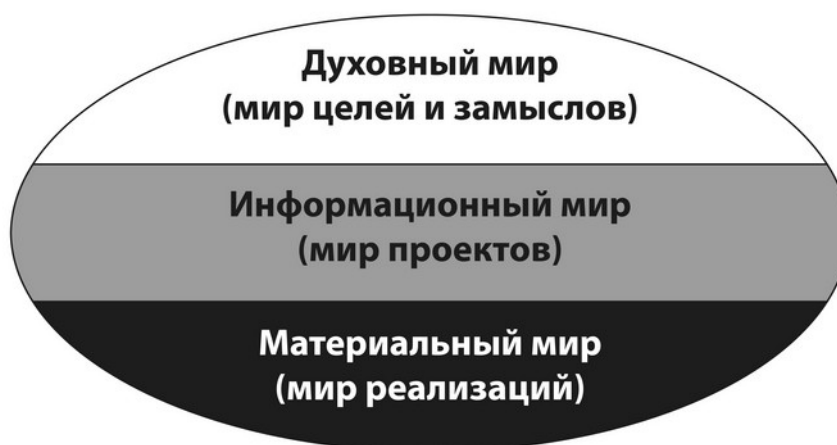 Духовный мир
(мир целей и замыслов)
Информационный мир
(мир проектов)
Материальный мир
(мир реализаций)